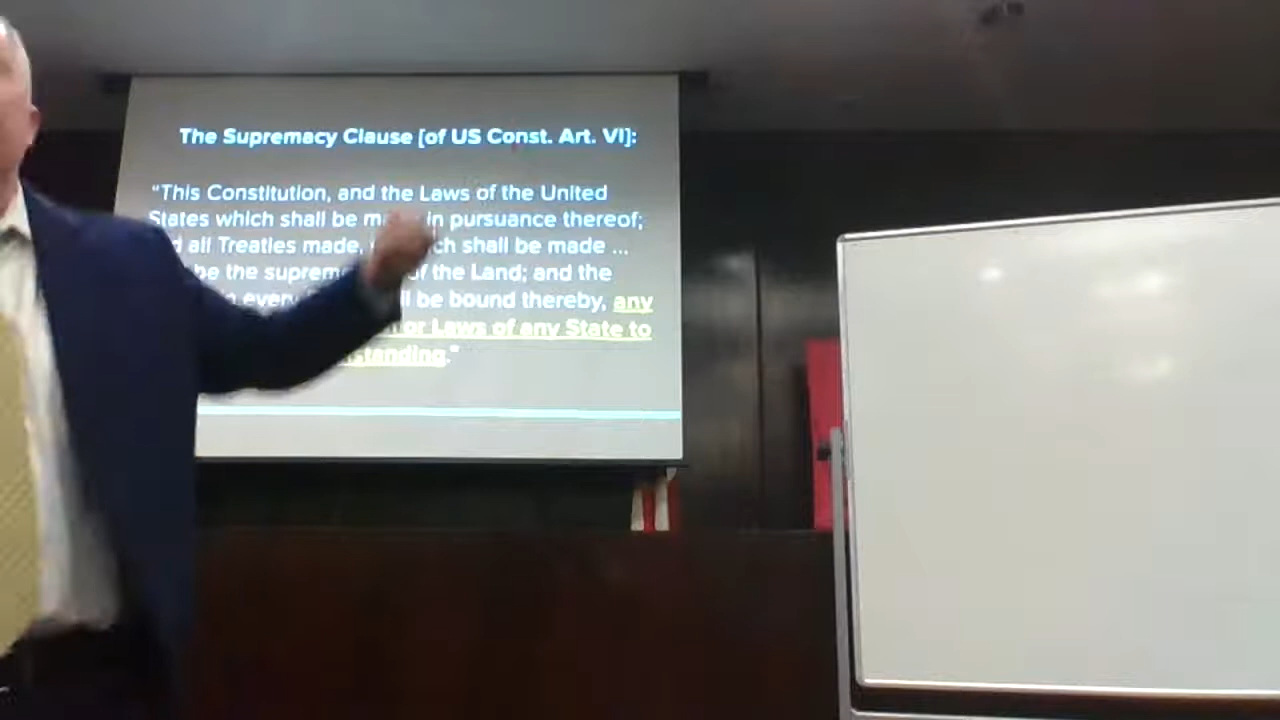 The Supremacy Clause [of US Const. Art. VI]:
"This Constitution, and the Laws of the United
States which shall be in pursuance thereof;
all Treaties made, shall be made ...
be the of the Land; and the
be bound thereby, any
or Laws of any State to
."